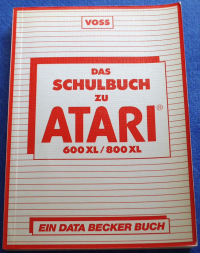 VOSS
DAS
SCHULBUCH
ZU
ATARI®
600 XL / 800 XL
EIN DATA BECKER BUCH